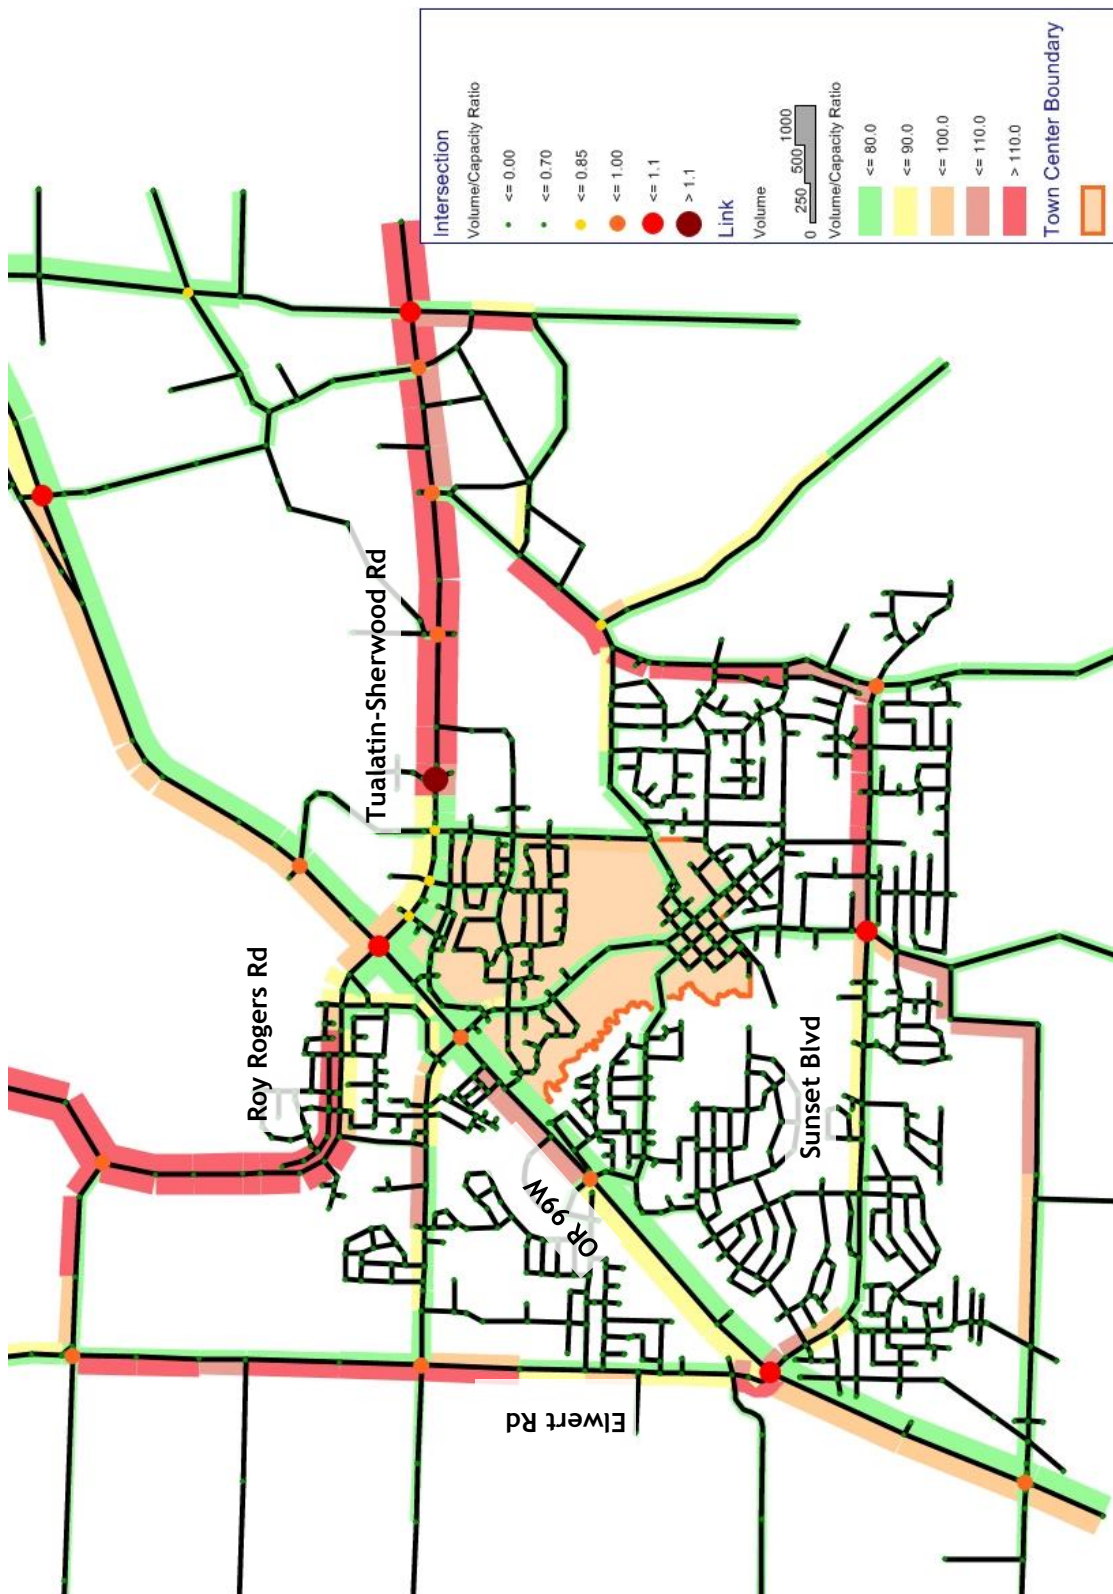 Intersection
Volume/Capacity Ratio
<= 0.00
<= 0.70
<= 0.85
<= 1.00
<= 1.1
> 1.1
Link
Volume
0 250 500 1000
Volume/Capacity Ratio
<= 80.0
<= 90.0
<= 100.0
<= 110.0
> 110.0
Town Center Boundary
Tualatin-Sherwood Rd
Roy Rogers Rd
OR 99W
Sunset Blvd
Elwert Rd